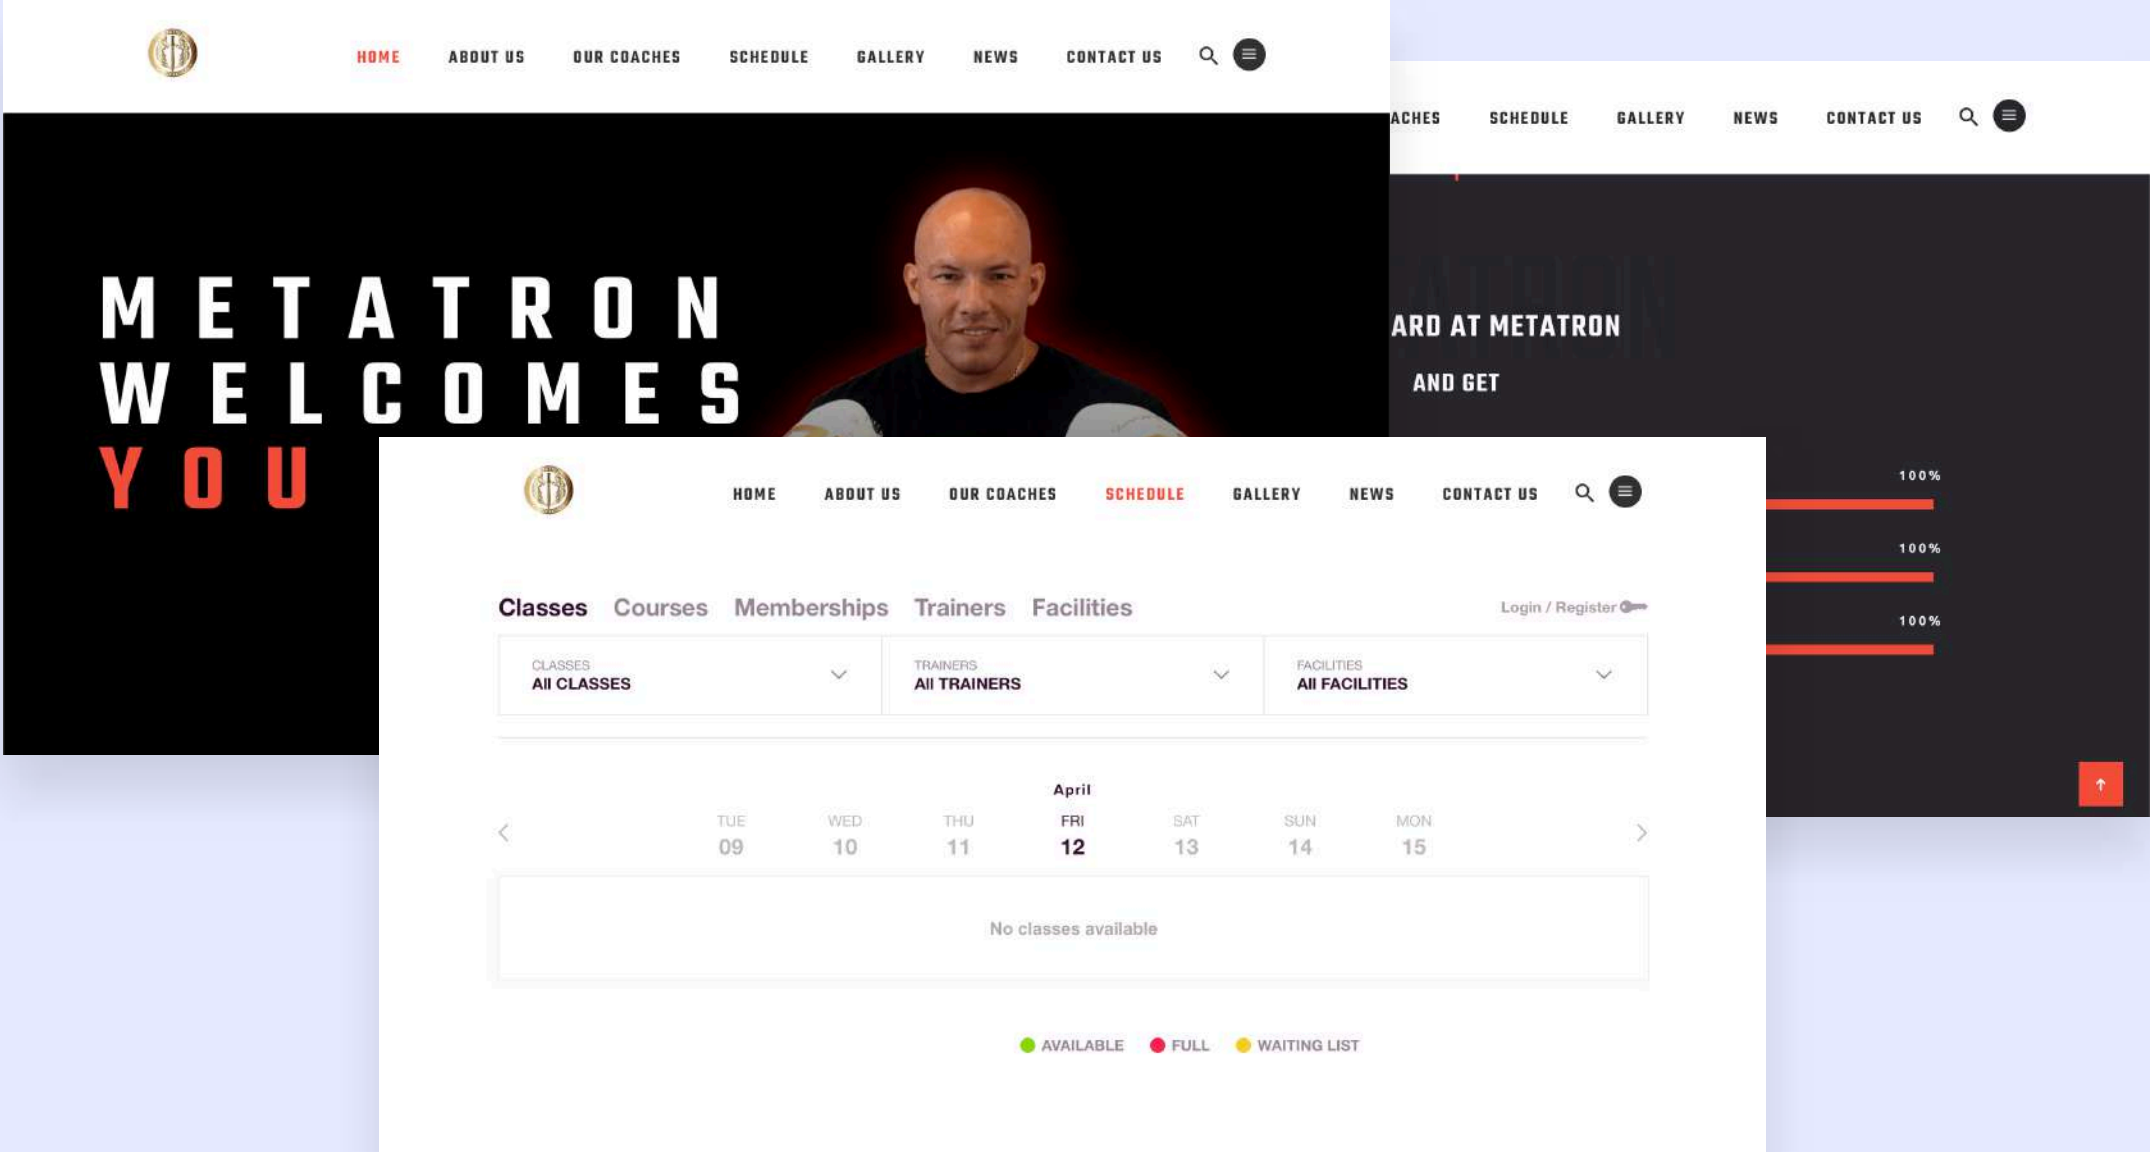 HOME ABOUT US OUR COACHES SCHEDULE GALLERY NEWS CONTACT US
METATRON
WELCOMES
YOU
ACHES SCHEDULE GALLERY NEWS CONTACT US
ARD AT METATRON
AND GET
100%
100%
100%
HOME ABOUT US OUR COACHES SCHEDULE GALLERY NEWS CONTACT US
Classes Courses Memberships Trainers Facilities Login / Register
CLASSES TRAINERS FACILITIES
All CLASSES All TRAINERS All FACILITIES
April
TUE WED THU FRI SAT SUN MON
09 10 11 12 13 14 15
No classes available
AVAILABLE FULL WAITING LIST